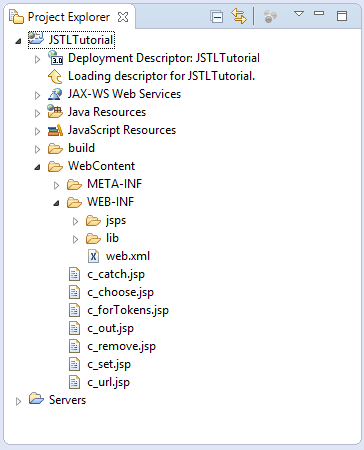 Project Explorer
JSTLTutorial
3.0 Deployment Descriptor: JSTLTutorial
Loading descriptor for JSTLTutorial.
JAX-WS Web Services
Java Resources
JavaScript Resources
build
WebContent
META-INF
WEB-INF
jsps
lib
X web.xml
c_catch.jsp
c_choose.jsp
c_forTokens.jsp
c_out.jsp
c_remove.jsp
c_set.jsp
c_url.jsp
Servers